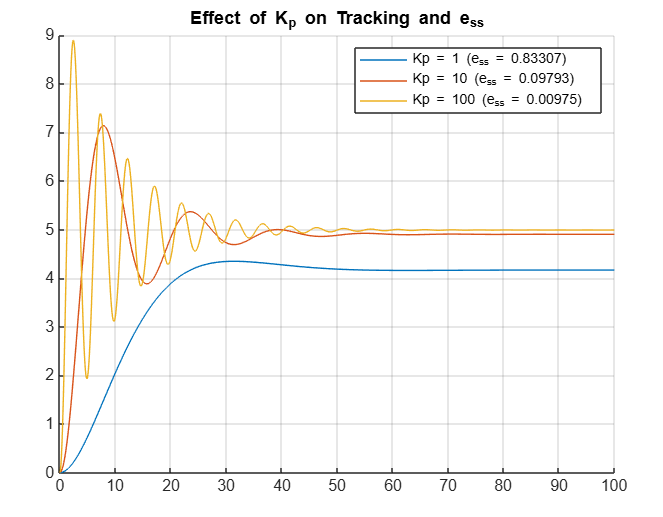 Effect of Kp on Tracking and ess
Kp = 1 (ess = 0.83307)
Kp = 10 (ess = 0.09793)
Kp = 100 (ess = 0.00975)
9
8
7
6
5
4
3
2
1
0
0 10 20 30 40 50 60 70 80 90 100